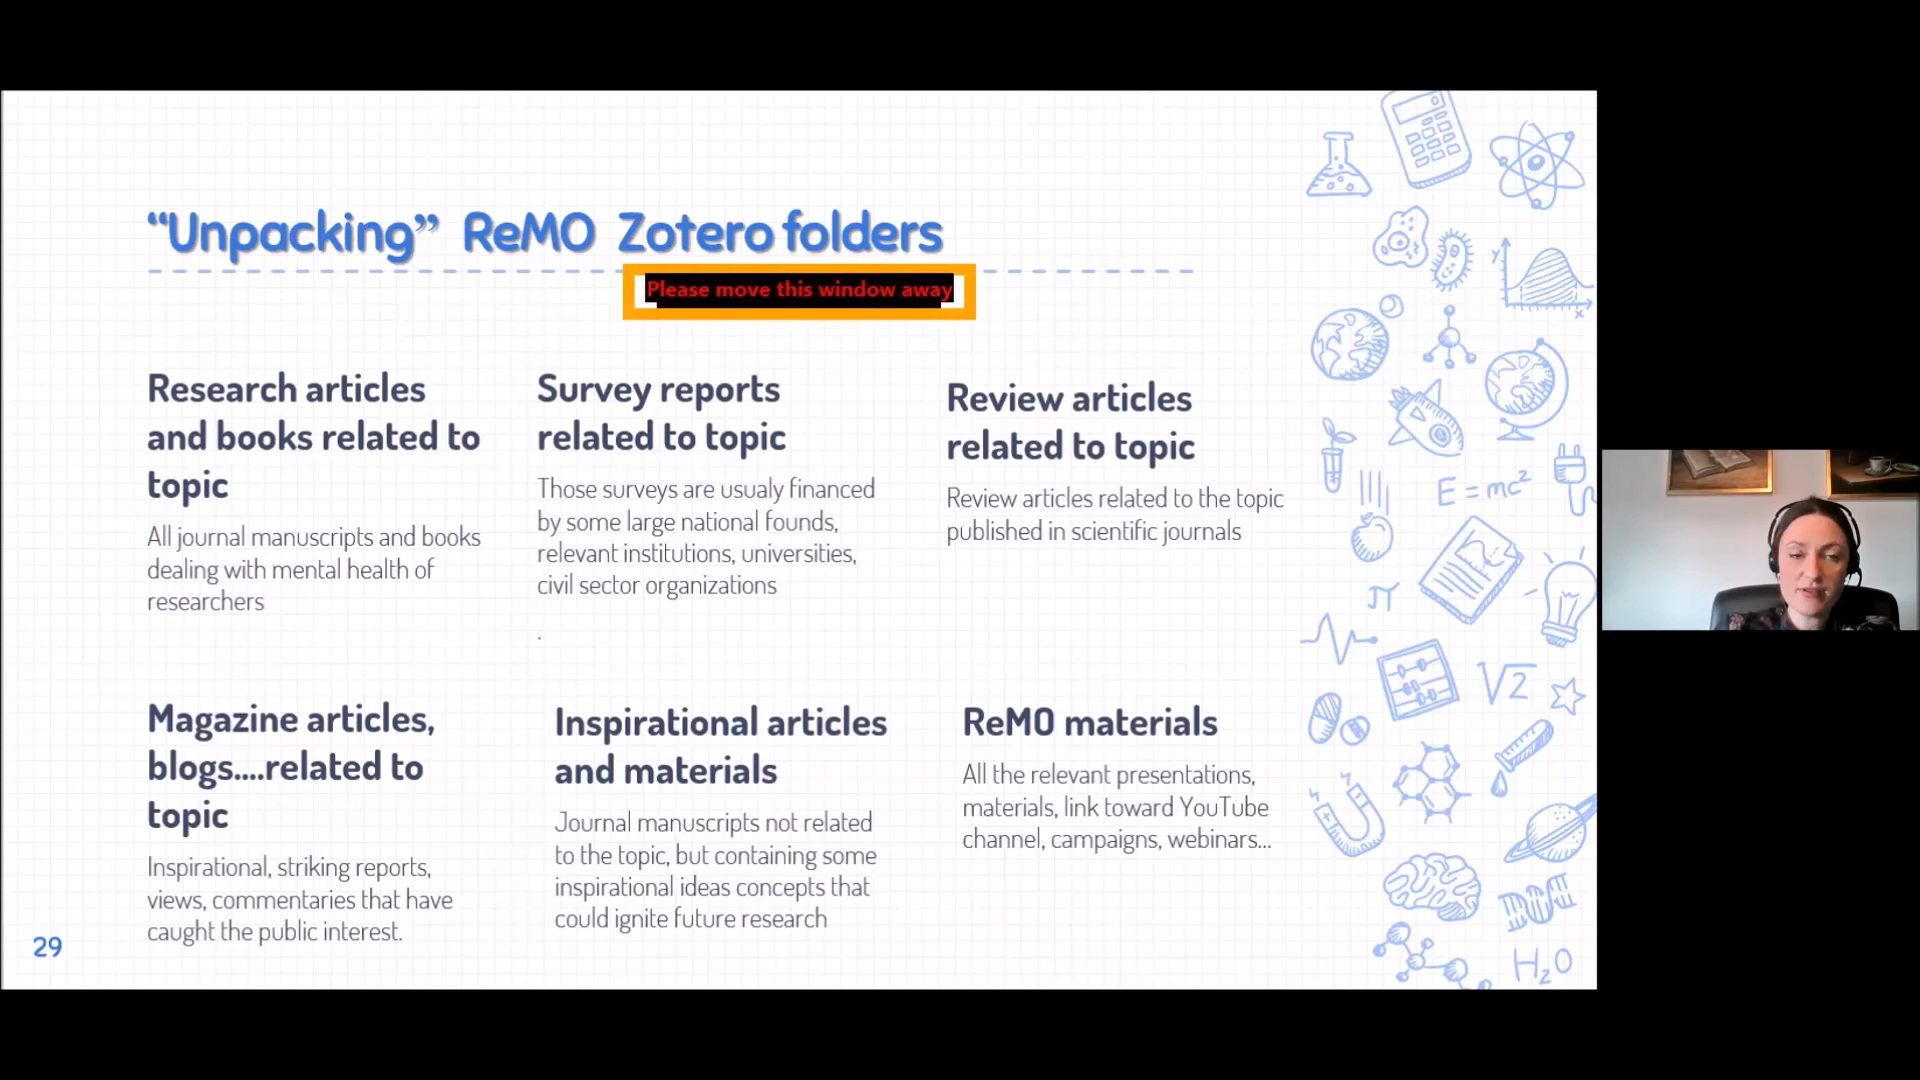 “Unpacking” ReMO Zotero folders
Please move this window away
Research articles
and books related to
topic
All journal manuscripts and books
dealing with mental health of
researchers
Survey reports
related to topic
Those surveys are usualy financed
by some large national founds,
relevant institutions, universities,
civil sector organizations
.
Review articles
related to topic
Review articles related to the topic
published in scientific journals
Magazine articles,
blogs....related to
topic
Inspirational, striking reports,
views, commentaries that have
caught the public interest.
Inspirational articles
and materials
Journal manuscripts not related
to the topic, but containing some
inspirational ideas concepts that
could ignite future research
ReMO materials
All the relevant presentations,
materials, link toward YouTube
channel, campaigns, webinars...
29
y
x
E=mc²
π
√2
H₂O